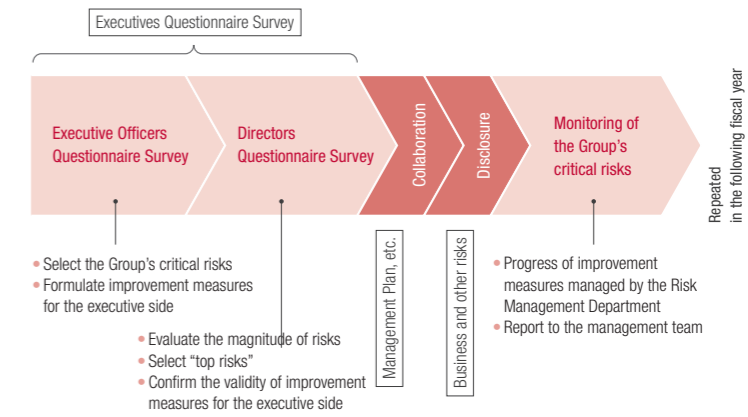 Executives Questionnaire Survey
Executive Officers
Questionnaire Survey
Directors
Questionnaire Survey
Collaboration
Disclosure
Monitoring of
the Group's
critical risks
Repeated
in the following fiscal year
• Select the Group's critical risks
• Formulate improvement measures
for the executive side
• Evaluate the magnitude of risks
• Select “top risks”
• Confirm the validity of improvement
measures for the executive side
Management Plan, etc.
Business and other risks
• Progress of improvement
measures managed by the Risk
Management Department
• Report to the management team